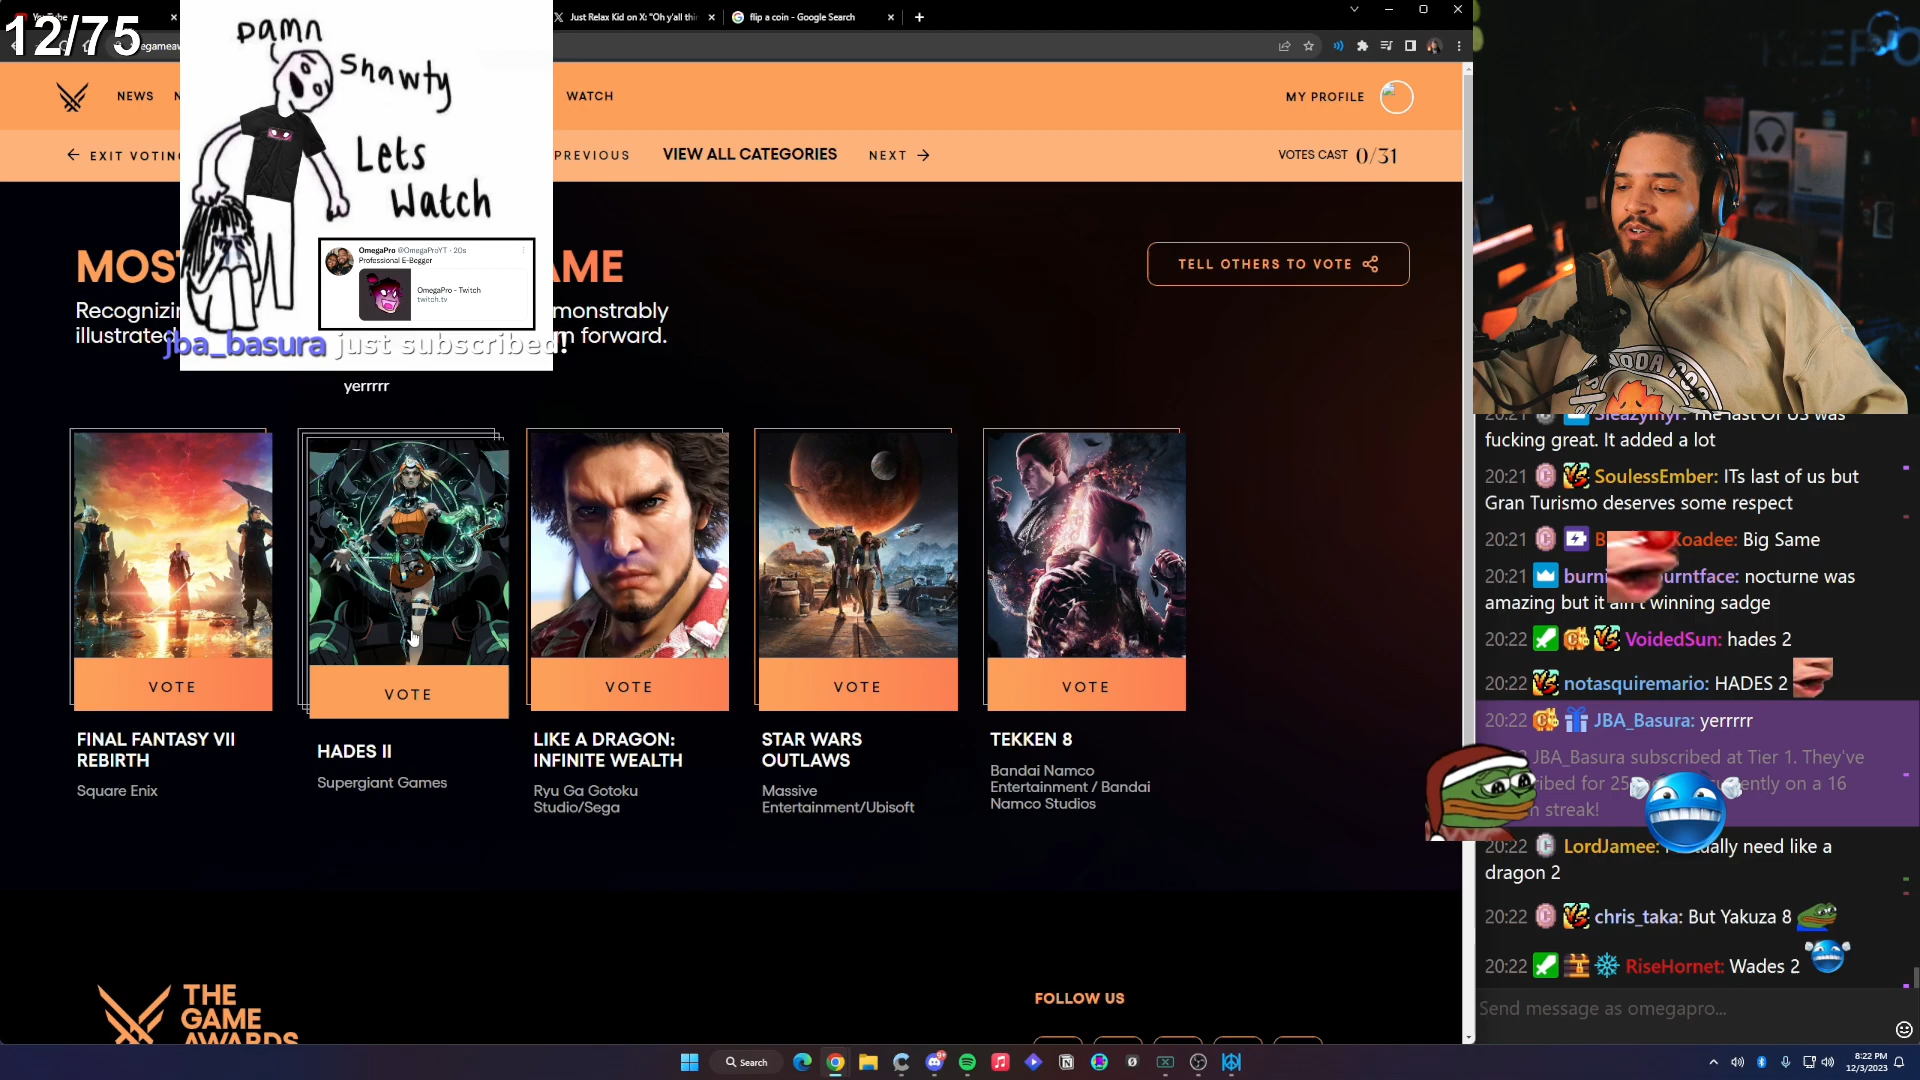 12/75
Damn
Shawty
Lets
Watch
OmegaPro @OmegaProYT · 20s
Professional E-Begger
OmegaPro - Twitch
twitch.tv
jba_basura just subscribed!
yerrrrr
Just Relax Kid on X: "Oh y'all thi
flip a coin - Google Search
NEWS
WATCH
MY PROFILE
EXIT VOTING
PREVIOUS
VIEW ALL CATEGORIES
NEXT
VOTES CAST 0/31
TELL OTHERS TO VOTE
VOTE
FINAL FANTASY VII
REBIRTH
Square Enix
VOTE
HADES II
Supergiant Games
VOTE
LIKE A DRAGON:
INFINITE WEALTH
Ryu Ga Gotoku
Studio/Sega
VOTE
STAR WARS
OUTLAWS
Massive
Entertainment/Ubisoft
VOTE
TEKKEN 8
Bandai Namco
Entertainment / Bandai
Namco Studios
THE
GAME
AWARDS
FOLLOW US
fucking great. It added a lot
20:21 SoulessEmber: ITs last of us but
Gran Turismo deserves some respect
20:21 Koadee: Big Same
20:21 nocturne was
amazing but it ain't winning sadge
20:22 VoidedSun: hades 2
20:22 notasquiremario: HADES 2
20:22 JBA_Basura: yerrrrr
JBA_Basura subscribed at Tier 1. They've
streak!
20:22 LordJamee: need like a
dragon 2
20:22 chris_taka: But Yakuza 8
20:22 RiseHornet: Wades 2
Send message as omegapro...
Search
8:22 PM
12/3/2023